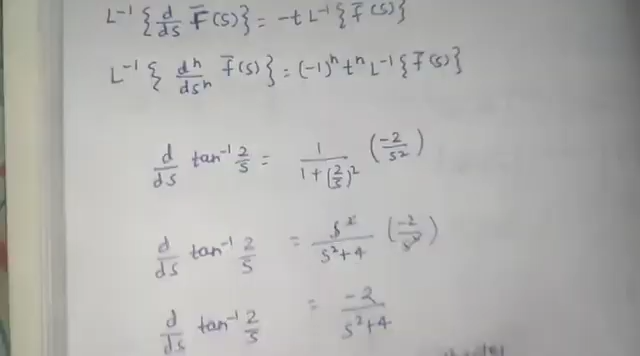 L⁻¹ { d/ds F̄(s) } = -t L⁻¹ { F̄(s) }
L⁻¹ { dⁿ/dsⁿ F̄(s) } = (-1)ⁿ tⁿ L⁻¹ { F̄(s) }
d/ds tan⁻¹ 2/s = 1/(1+(2/s)²) (-2/s²)
d/ds tan⁻¹ 2/s = s²/(s²+4) (-2/s²)
d/ds tan⁻¹ 2/s = -2/(s²+4)